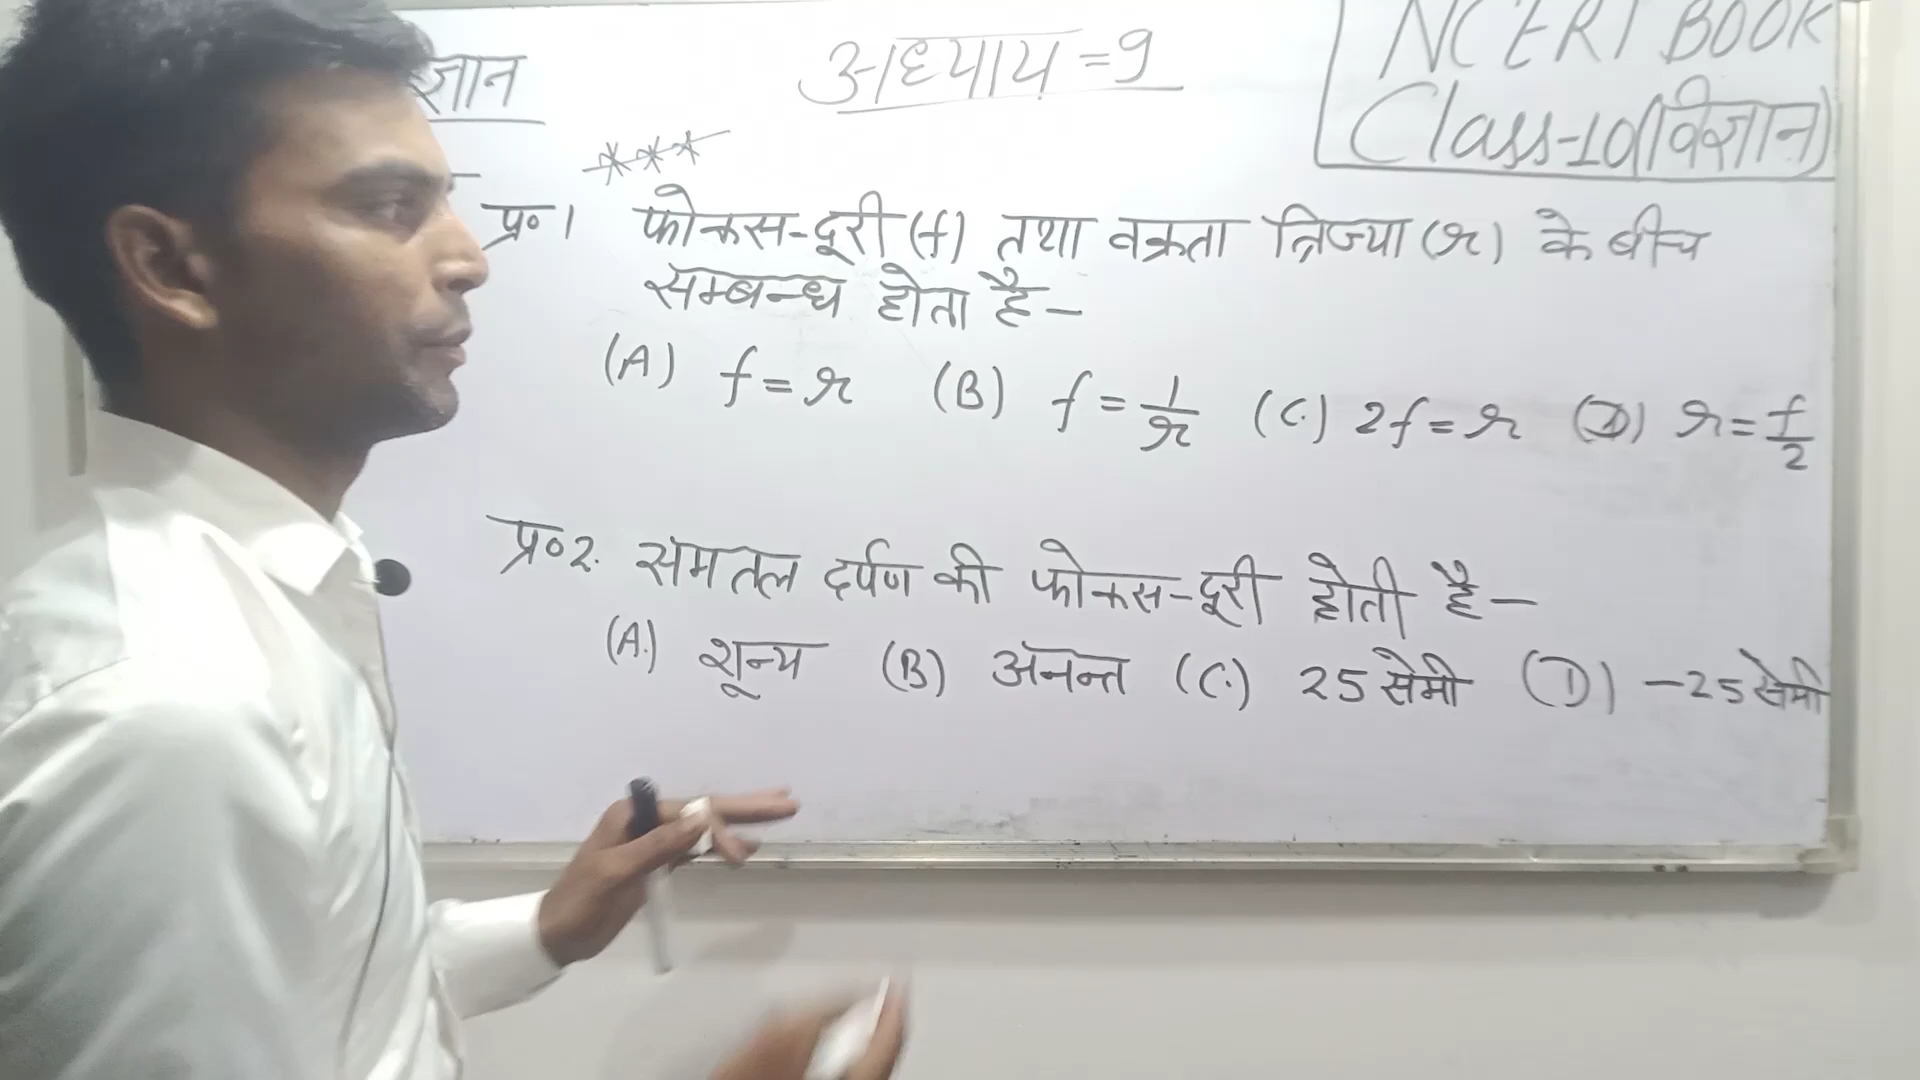 ज्ञान
अध्याय = 9
NCERT BOOK
Class-10(विज्ञान)
***
प्र०1 फोकस-दूरी (f) तथा वक्रता त्रिज्या (r) के बीच
सम्बन्ध होता है-
(A) f = r (B) f = 1/r (C.) 2f = r (D) r = f/2
प्र०2. समतल दर्पण की फोकस-दूरी होती है-
(A.) शून्य (B) अनन्त (C.) 25 सेमी (D) -25 सेमी